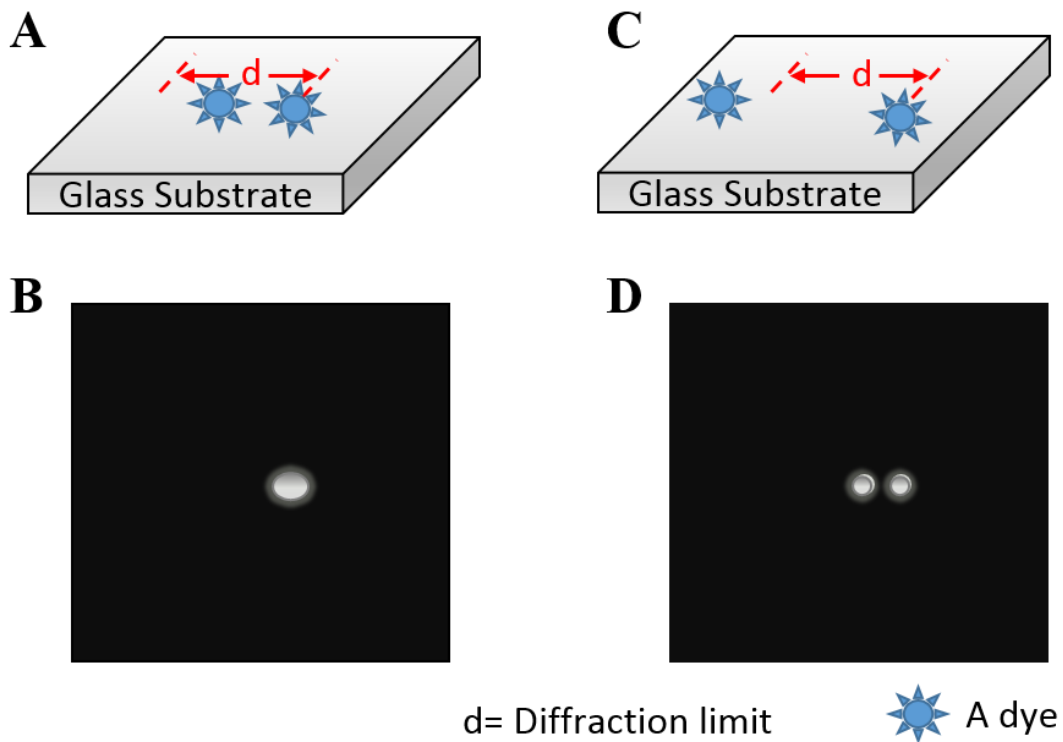 A
C
d
d
Glass Substrate
Glass Substrate
B
D
d= Diffraction limit
A dye